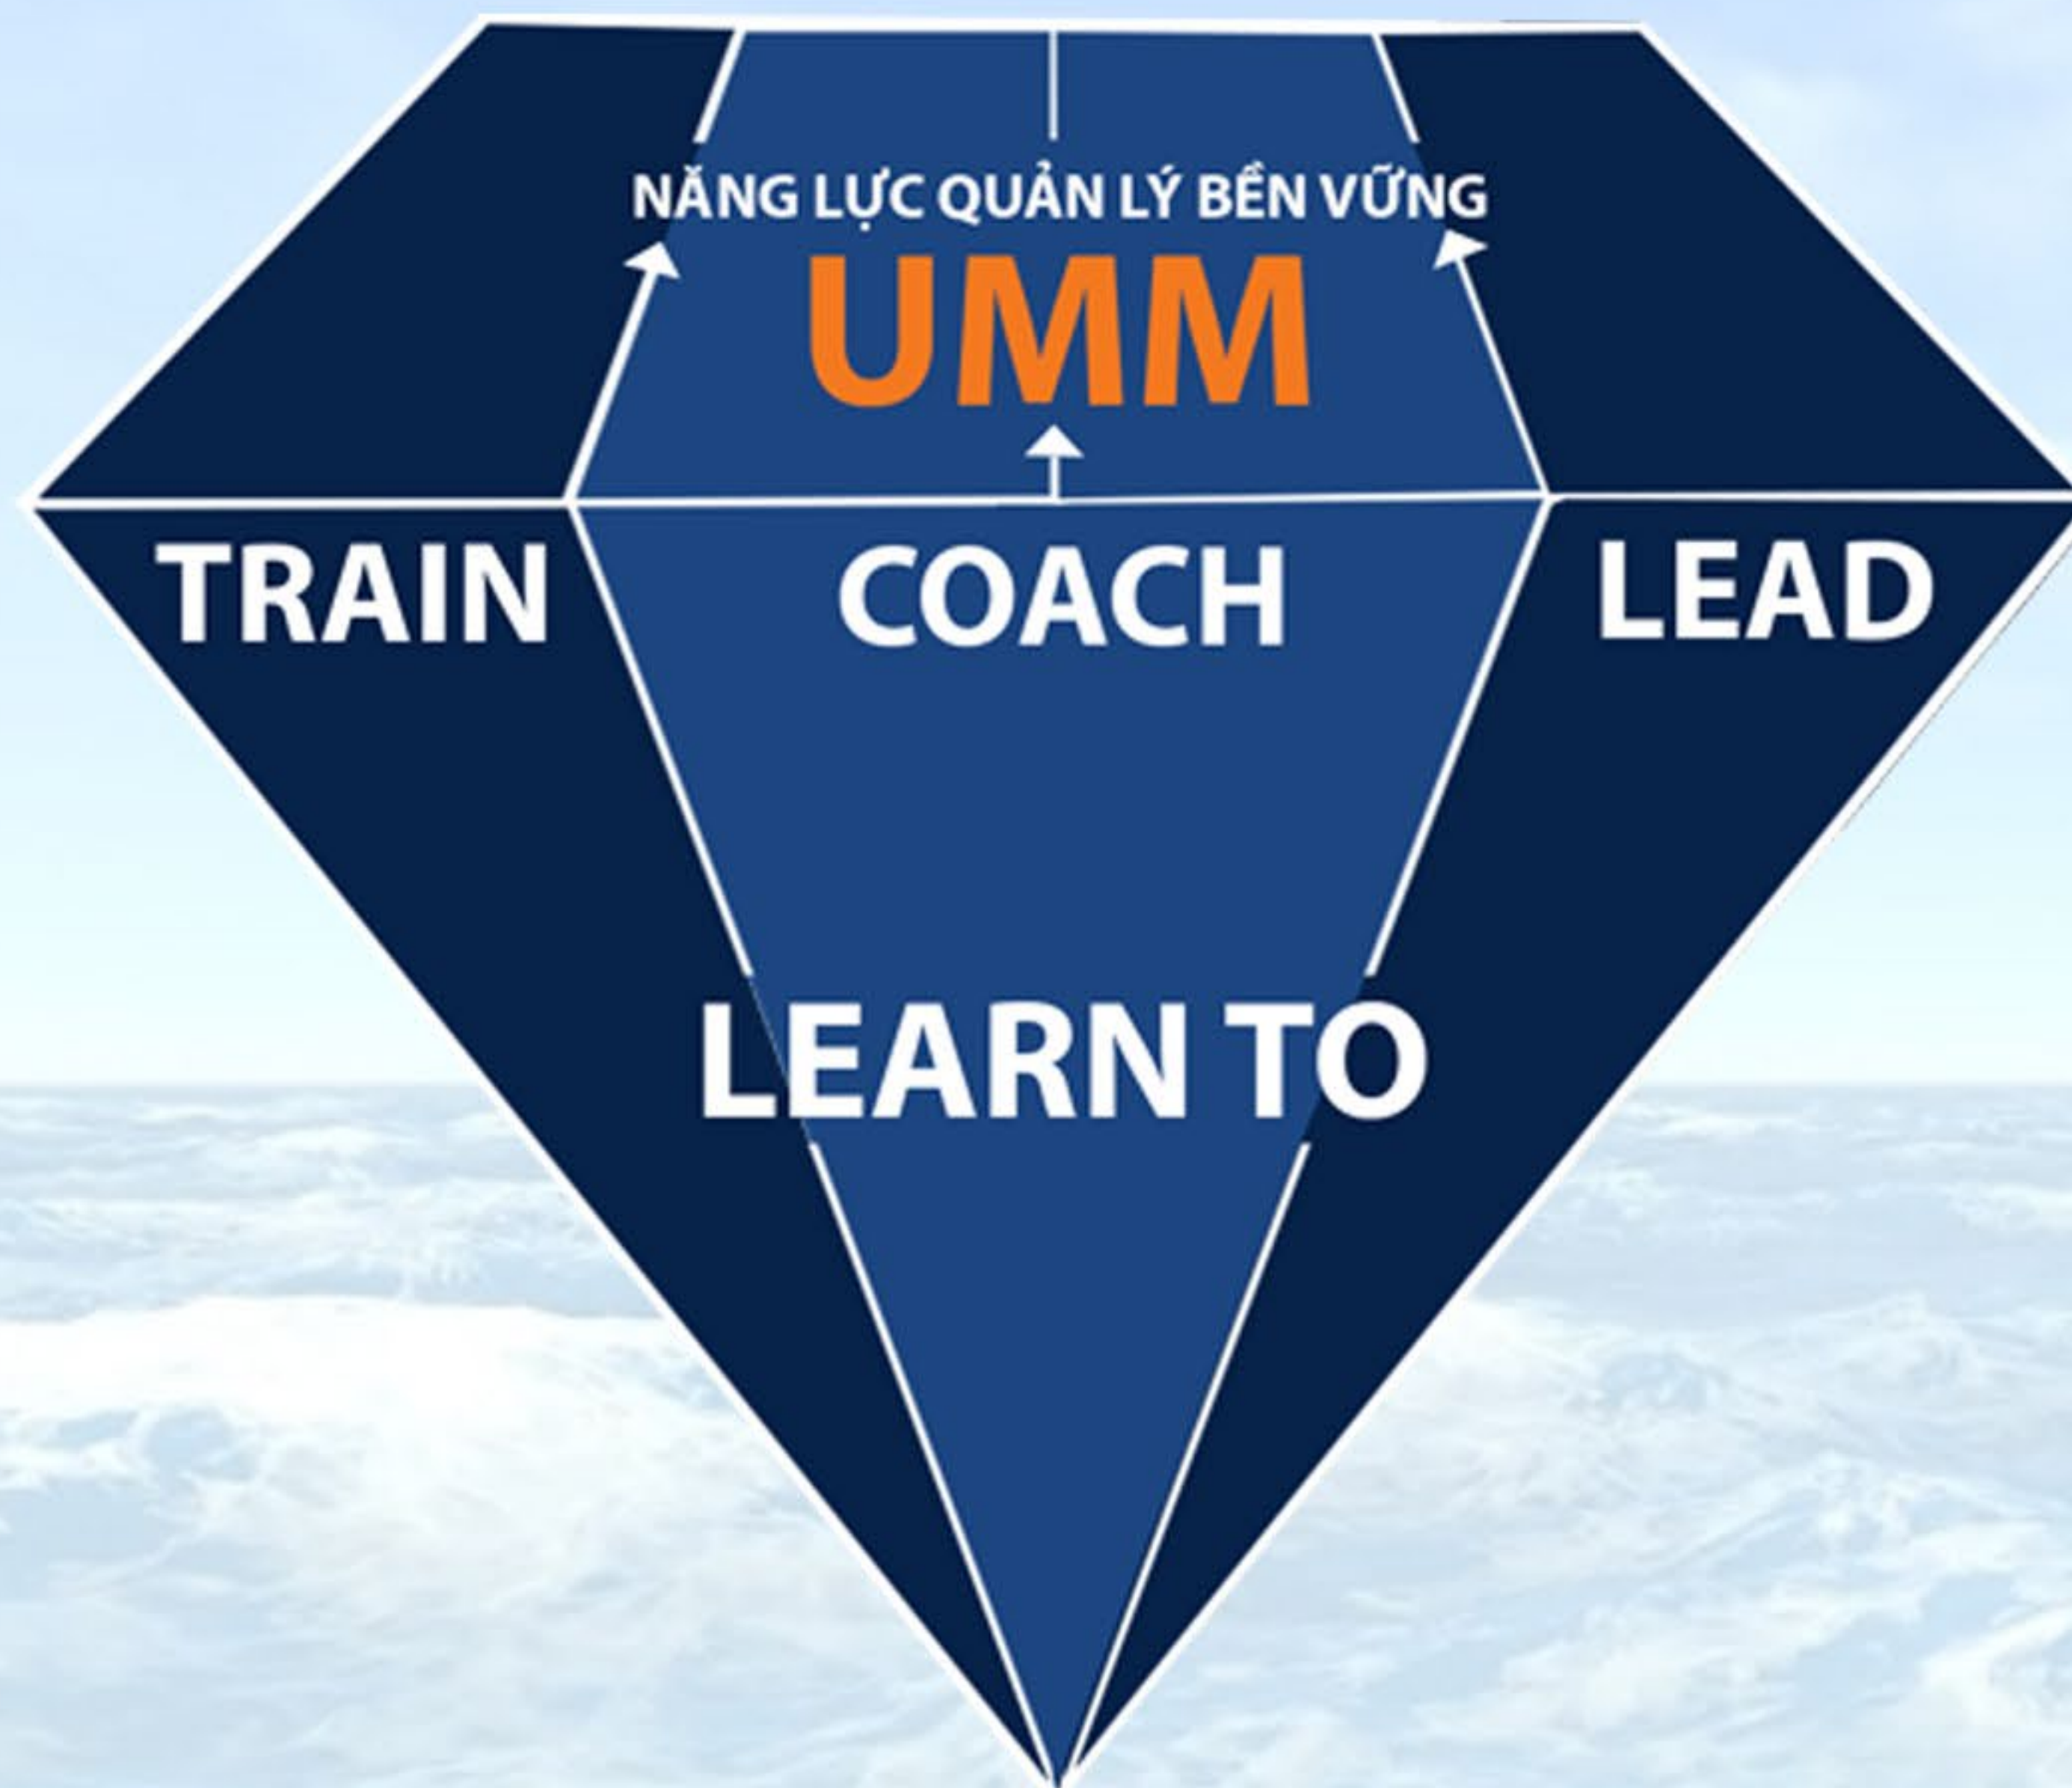 NĂNG LỰC QUẢN LÝ BỀN VỮNG
UMM
TRAIN COACH LEAD
LEARN TO